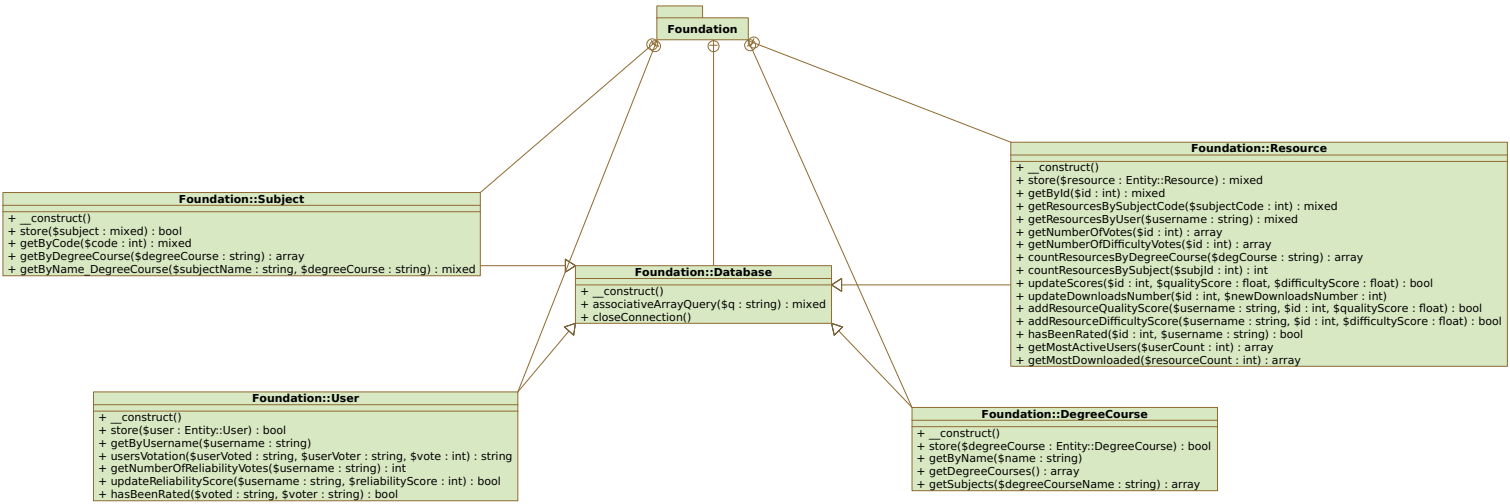 Foundation
Foundation::Subject
+ __construct()
+ store($subject : mixed) : bool
+ getByCode($code : int) : mixed
+ getByDegreeCourse($degreeCourse : string) : array
+ getByName_DegreeCourse($subjectName : string, $degreeCourse : string) : mixed
Foundation::Resource
+ __construct()
+ store($resource : Entity::Resource) : mixed
+ getById($id : int) : mixed
+ getResourcesBySubjectCode($subjectCode : int) : mixed
+ getResourcesByUser($username : string) : mixed
+ getNumberOfVotes($id : int) : array
+ getNumberOfDifficultyVotes($id : int) : array
+ countResourcesByDegreeCourse($degCourse : string) : array
+ countResourcesBySubject($subjId : int) : int
+ updateScores($id : int, $qualityScore : float, $difficultyScore : float) : bool
+ updateDownloadsNumber($id : int, $newDownloadsNumber : int)
+ addResourceQualityScore($username : string, $id : int, $qualityScore : float) : bool
+ addResourceDifficultyScore($username : string, $id : int, $difficultyScore : float) : bool
+ hasBeenRated($id : int, $username : string) : bool
+ getMostActiveUsers($userCount : int) : array
+ getMostDownloaded($resourceCount : int) : array
Foundation::Database
+ __construct()
+ associativeArrayQuery($q : string) : mixed
+ closeConnection()
Foundation::User
+ __construct()
+ store($user : Entity::User) : bool
+ getByUsername($username : string)
+ usersVotation($userVoted : string, $userVoter : string, $vote : int) : string
+ getNumberOfReliabilityVotes($username : string) : int
+ updateReliabilityScore($username : string, $reliabilityScore : int) : bool
+ hasBeenRated($voted : string, $voter : string) : bool
Foundation::DegreeCourse
+ __construct()
+ store($degreeCourse : Entity::DegreeCourse) : bool
+ getByName($name : string)
+ getDegreeCourses() : array
+ getSubjects($degreeCourseName : string) : array